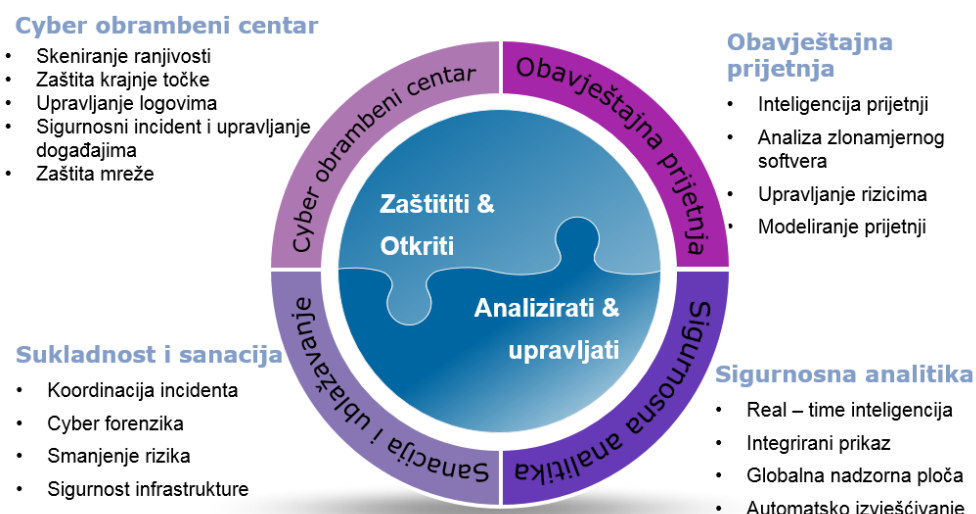 Cyber obrambeni centar
• Skeniranje ranjivosti
• Zaštita krajnje točke
• Upravljanje logovima
• Sigurnosni incident i upravljanje
događajima
• Zaštita mreže
Obavještajna
prijetnja
• Inteligencija prijetnji
• Analiza zlonamjernog
softvera
• Upravljanje rizicima
• Modeliranje prijetnji
Cyber obrambeni centar
Obavještajna prijetnja
Zaštititi &
Otkriti
Analizirati &
upravljati
Sanacija i ublažavanje
Sigurnosna analitika
Sukladnost i sanacija
• Koordinacija incidenta
• Cyber forenzika
• Smanjenje rizika
• Sigurnost infrastrukture
Sigurnosna analitika
• Real – time inteligencija
• Integrirani prikaz
• Globalna nadzorna ploča
• Automatsko izvješćivanje